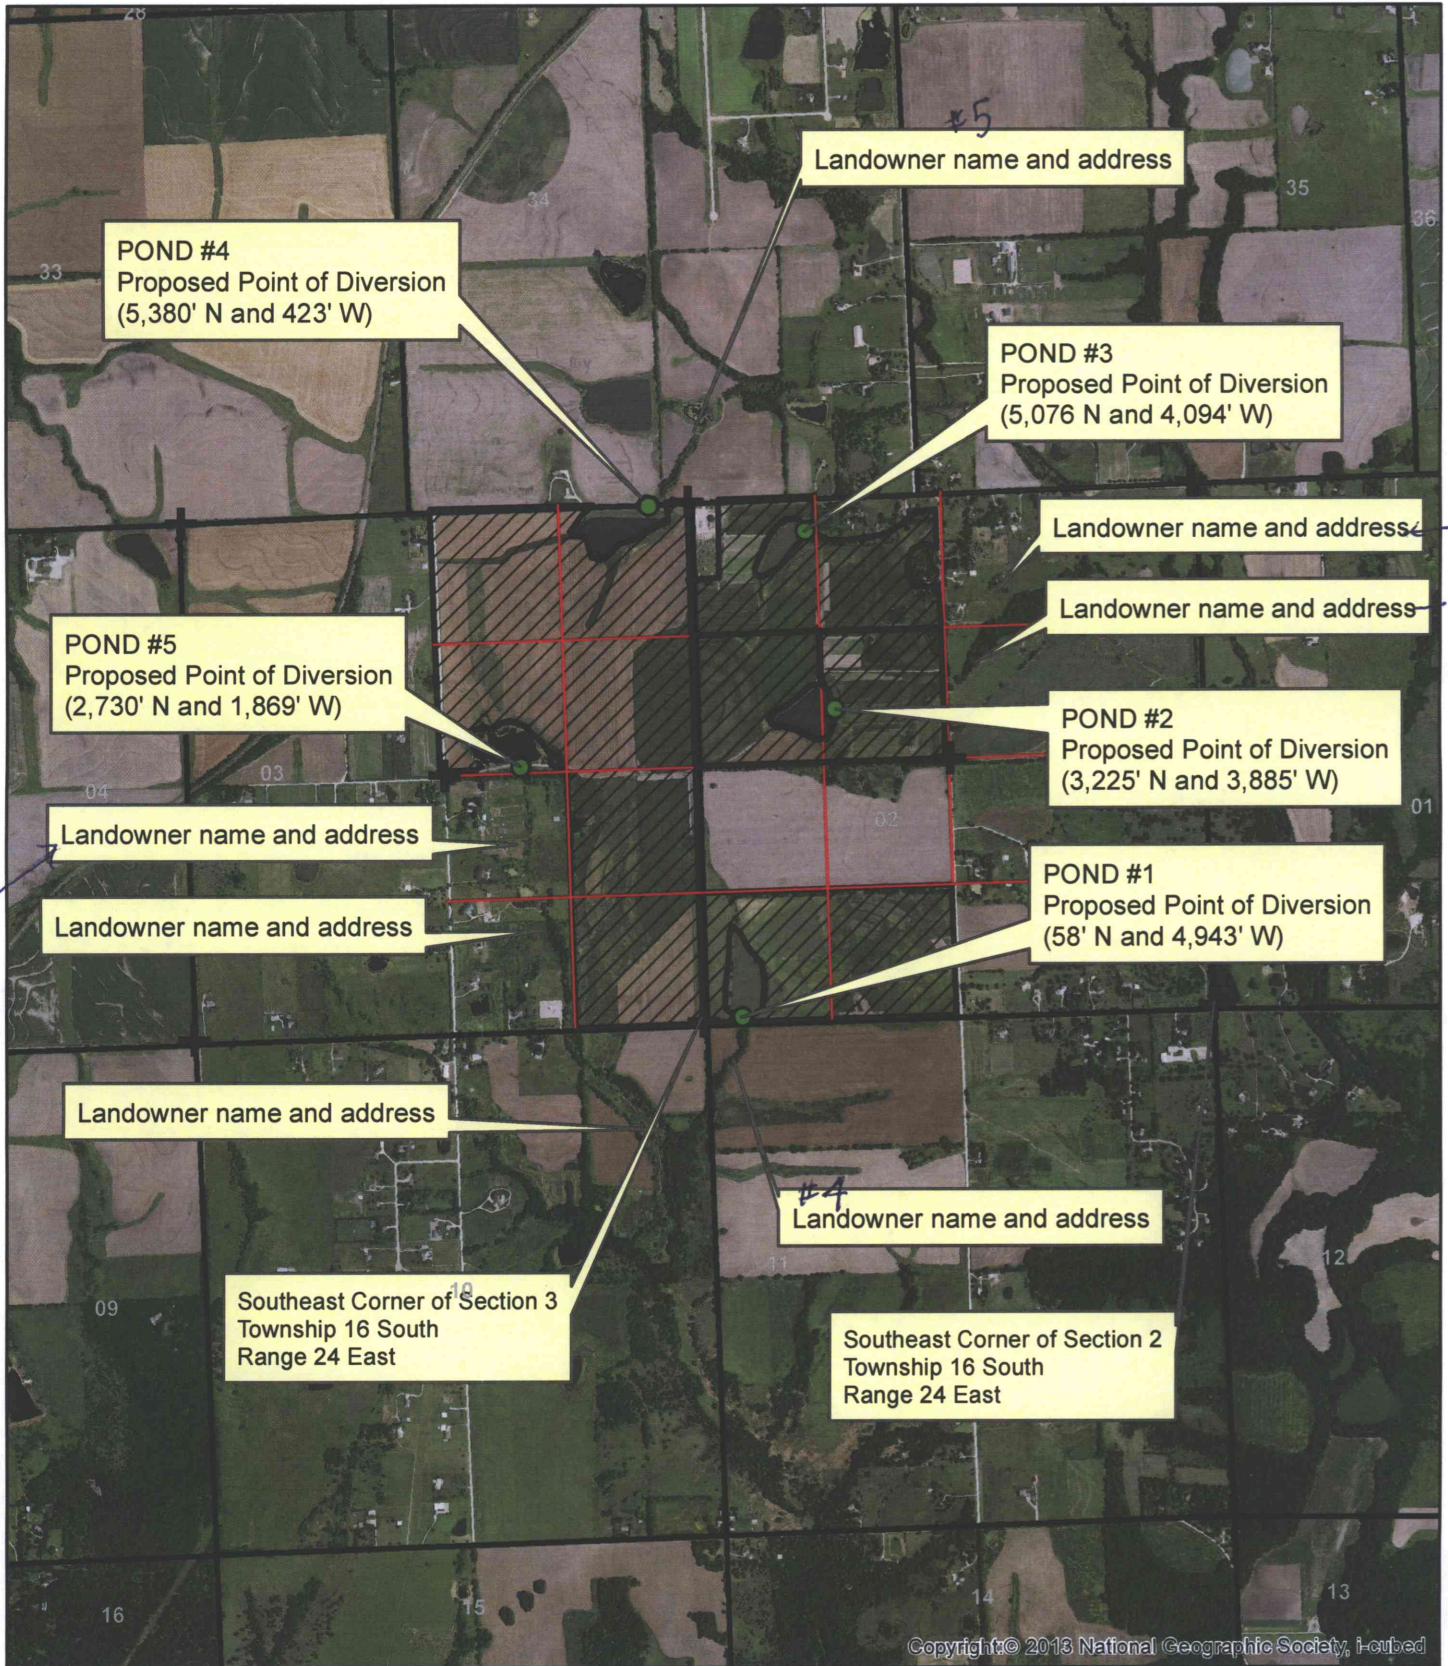 28
#5
Landowner name and address
34
35
36
33
POND #4
Proposed Point of Diversion
(5,380' N and 423' W)
POND #3
Proposed Point of Diversion
(5,076 N and 4,094' W)
Landowner name and address
Landowner name and address
POND #5
Proposed Point of Diversion
(2,730' N and 1,869' W)
POND #2
Proposed Point of Diversion
(3,225' N and 3,885' W)
03
04
02
01
Landowner name and address
Landowner name and address
POND #1
Proposed Point of Diversion
(58' N and 4,943' W)
Landowner name and address
#4
Landowner name and address
11
12
10
09
Southeast Corner of Section 3
Township 16 South
Range 24 East
Southeast Corner of Section 2
Township 16 South
Range 24 East
16
15
14
13
Copyright:© 2013 National Geographic Society, i-cubed